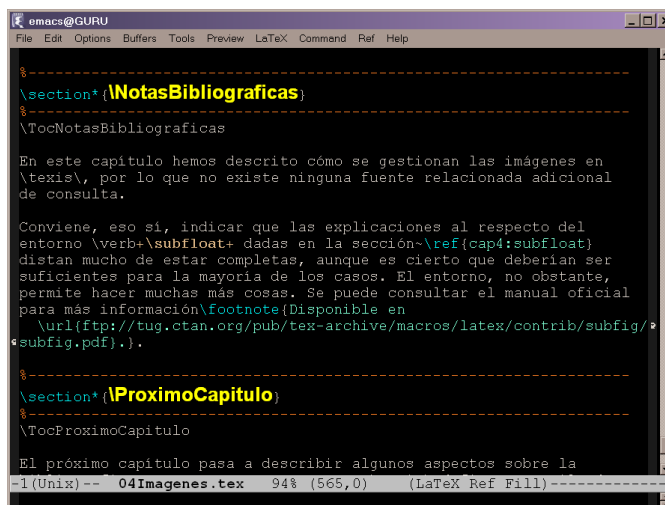 emacs@GURU
File Edit Options Buffers Tools Preview LaTeX Command Ref Help
%------------------------------------------------------------
\section*{\NotasBibliograficas}
%------------------------------------------------------------
\TocNotasBibliograficas
En este capítulo hemos descrito cómo se gestionan las imágenes en
\texis\, por lo que no existe ninguna fuente relacionada adicional
de consulta.
Conviene, eso sí, indicar que las explicaciones al respecto del
entorno \verb+\subfloat+ dadas en la sección~\ref{cap4:subfloat}
distan mucho de estar completas, aunque es cierto que deberían ser
suficientes para la mayoría de los casos. El entorno, no obstante,
permite hacer muchas más cosas. Se puede consultar el manual oficial
para más información\footnote{Disponible en
\url{ftp://tug.ctan.org/pub/tex-archive/macros/latex/contrib/subfig/
subfig.pdf}.}.
%------------------------------------------------------------
\section*{\ProximoCapitulo}
%------------------------------------------------------------
\TocProximoCapitulo
El próximo capítulo pasa a describir algunos aspectos sobre la
-1(Unix)-- 04Imagenes.tex 94% (565,0) (LaTeX Ref Fill)------------